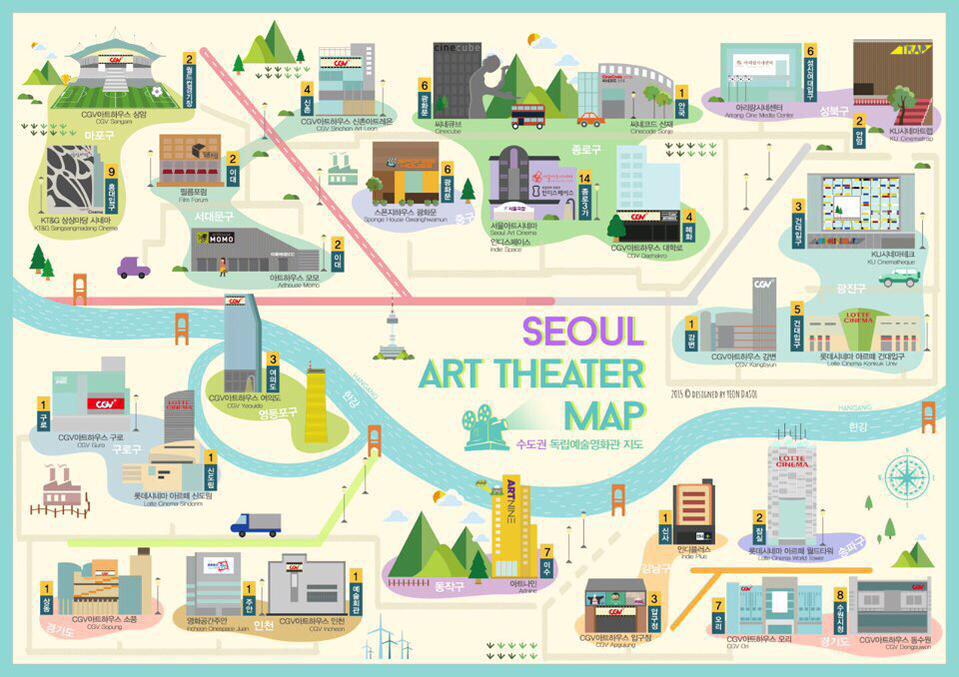 CGV
2
월드컵경기장
CGV아트하우스 상암
CGV Sangam
마포구
4
신촌
CGV아트하우스 신촌아트레온
CGV Sinchon Art Leon
cinecube
6
광화문
씨네큐브
Cinecube
1
안국
씨네코드 선재
Cinecode Sonje
6
성신여대입구
아리랑시네센터
Arirang Cine Media Center
성북구
TRAP
2
안암
KU시네마트랩
KU Cinematrap
9
홍대입구
KT&G 상상마당 시네마
KT&G Sangsangmadang Cinema
2
이대
필름포럼
Film Forum
서대문구
MOMO
2
이대
아트하우스 모모
Arthouse Momo
6
광화문
스폰지하우스 광화문
Sponge House Gwanghwamun
중구
종로구
서울극장
14
종로3가
서울아트시네마
Seoul Art Cinema
인디스페이스
Indie Space
CGV
4
혜화
CGV아트하우스 대학로
CGV Daehakro
3
건대입구
KU시네마테크
KU Cinematheque
광진구
CGV
1
강변
CGV아트하우스 강변
CGV Kangbyun
5
건대입구
LOTTE
CINEMA
롯데시네마 아르떼 건대입구
Lotte Cinema Konkuk Univ
CGV
3
여의도
CGV아트하우스 여의도
CGV Yeouido
영등포구
HANGANG
한강
SEOUL
ART THEATER
MAP
수도권 독립예술영화관 지도
2015 © DESIGNED BY YEON DASOL
HANGANG
한강
1
구로
CGV
CGV아트하우스 구로
CGV Guro
구로구
LOTTE
CINEMA
1
신도림
롯데시네마 아르떼 신도림
Lotte Cinema Sindorim
ARTNINE
7
이수
아트나인
Artnine
동작구
1
신사
인디플러스
Indie Plus
강남구
LOTTE
CINEMA
2
잠실
롯데시네마 아르떼 월드타워
Lotte Cinema World Tower
송파구
1
상동
CGV아트하우스 소풍
CGV Sopung
경기도
1
주안
영화공간주안
Incheon Cinespace Juan
인천
CGV
1
예술회관
CGV아트하우스 인천
CGV Incheon
CGV
3
압구정
CGV아트하우스 압구정
CGV Apgujung
7
오리
CGV
CGV아트하우스 오리
CGV Ori
경기도
8
수원시청
CGV
CGV아트하우스 동수원
CGV Dongsuwon